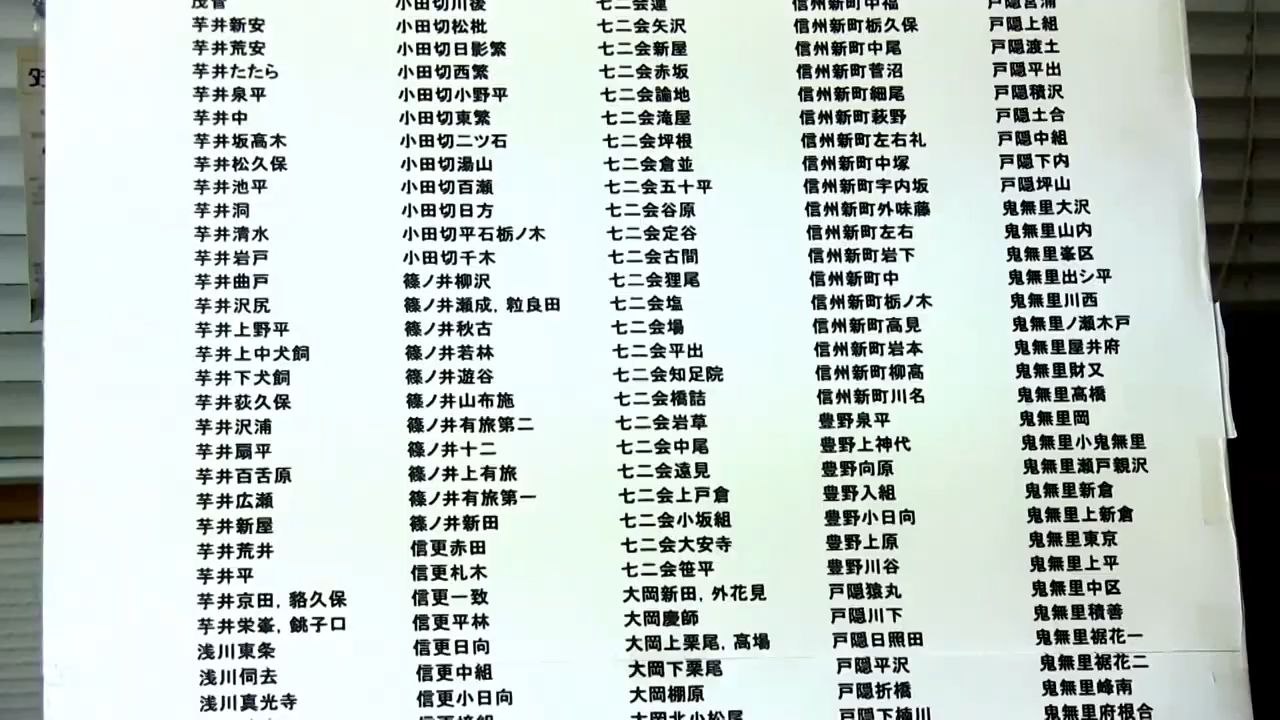 茂菅
芋井新安
芋井荒安
芋井たたら
芋井泉平
芋井中
芋井坂高木
芋井松久保
芋井池平
芋井洞
芋井清水
芋井岩戸
芋井曲戸
芋井沢尻
芋井上野平
芋井上中犬飼
芋井下犬飼
芋井荻久保
芋井沢浦
芋井扇平
芋井百舌原
芋井広瀬
芋井新屋
芋井荒井
芋井平
芋井京田, 貉久保
芋井栄峯, 銚子口
浅川東条
浅川伺去
浅川真光寺
小田切川後
小田切松枇
小田切日影繁
小田切西繁
小田切小野平
小田切東繁
小田切二ツ石
小田切湯山
小田切百瀬
小田切日方
小田切平石栃ノ木
小田切千木
篠ノ井柳沢
篠ノ井瀬成, 粒良田
篠ノ井秋古
篠ノ井若林
篠ノ井遊谷
篠ノ井山布施
篠ノ井有旅第二
篠ノ井十二
篠ノ井上有旅
篠ノ井有旅第一
篠ノ井新田
信更赤田
信更札木
信更一致
信更平林
信更日向
信更中組
信更小日向
七二会蓮
七二会矢沢
七二会新屋
七二会赤坂
七二会論地
七二会滝屋
七二会坪根
七二会倉並
七二会五十平
七二会谷原
七二会定谷
七二会古間
七二会狸尾
七二会塩
七二会場
七二会平出
七二会知足院
七二会橋詰
七二会岩草
七二会中尾
七二会遠見
七二会上戸倉
七二会小坂組
七二会大安寺
七二会笹平
大岡新田, 外花見
大岡慶師
大岡上栗尾, 高場
大岡下栗尾
大岡棚原
大岡北小松尾
信州新町中福
信州新町栃久保
信州新町中尾
信州新町菅沼
信州新町細尾
信州新町萩野
信州新町左右礼
信州新町中塚
信州新町宇内坂
信州新町外味藤
信州新町左右
信州新町岩下
信州新町中
信州新町栃ノ木
信州新町高見
信州新町岩本
信州新町柳高
信州新町川名
豊野泉平
豊野上神代
豊野向原
豊野入組
豊野小日向
豊野上原
豊野川谷
戸隠猿丸
戸隠川下
戸隠日照田
戸隠平沢
戸隠折橋
戸隠下楠川
戸隠宮浦
戸隠上組
戸隠渡土
戸隠平出
戸隠積沢
戸隠土合
戸隠中組
戸隠下内
戸隠坪山
鬼無里大沢
鬼無里山内
鬼無里峯区
鬼無里出シ平
鬼無里川西
鬼無里ノ瀬木戸
鬼無里屋井府
鬼無里財又
鬼無里高橋
鬼無里岡
鬼無里小鬼無里
鬼無里瀬戸親沢
鬼無里新倉
鬼無里上新倉
鬼無里東京
鬼無里上平
鬼無里中区
鬼無里積善
鬼無里裾花一
鬼無里裾花二
鬼無里峰南
鬼無里府根合